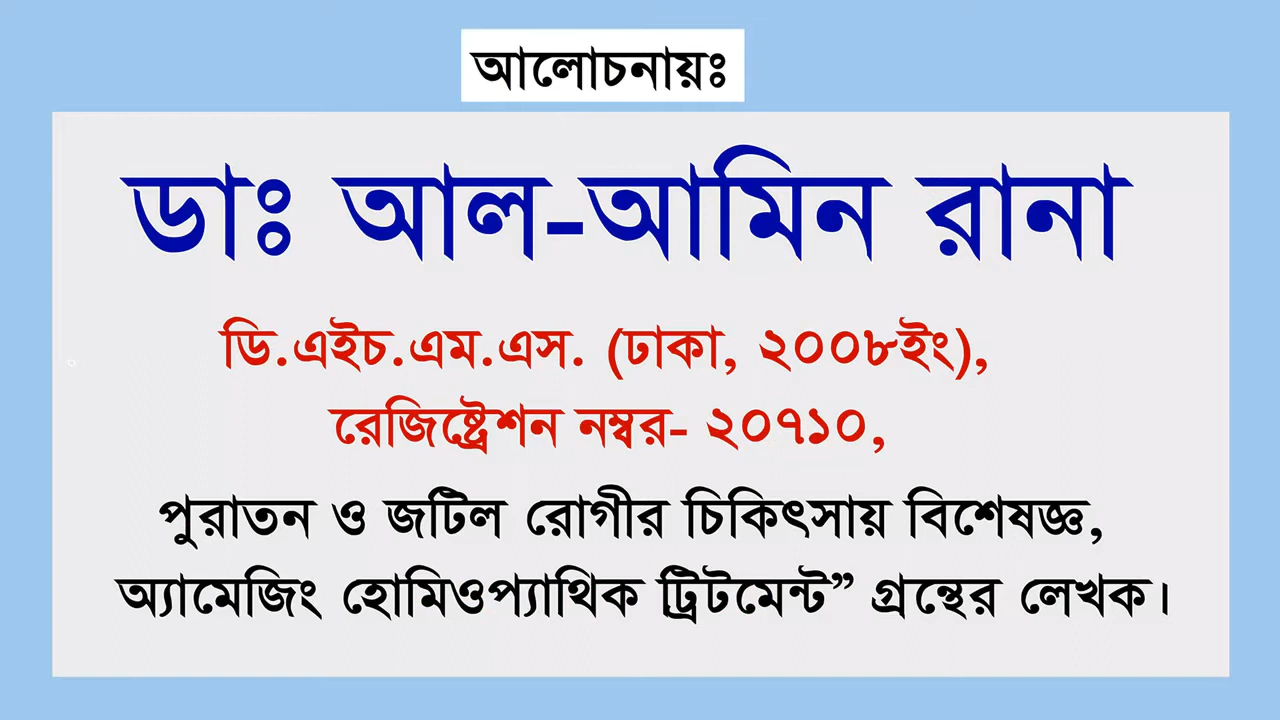 আলোচনায়ঃ
ডাঃ আল-আমিন রানা
ডি.এইচ.এম.এস. (ঢাকা, ২০০৮ইং),
রেজিষ্ট্রেশন নম্বর- ২০৭১০,
পুরাতন ও জটিল রোগীর চিকিৎসায় বিশেষজ্ঞ,
অ্যামেজিং হোমিওপ্যাথিক ট্রিটমেন্ট” গ্রন্থের লেখক।